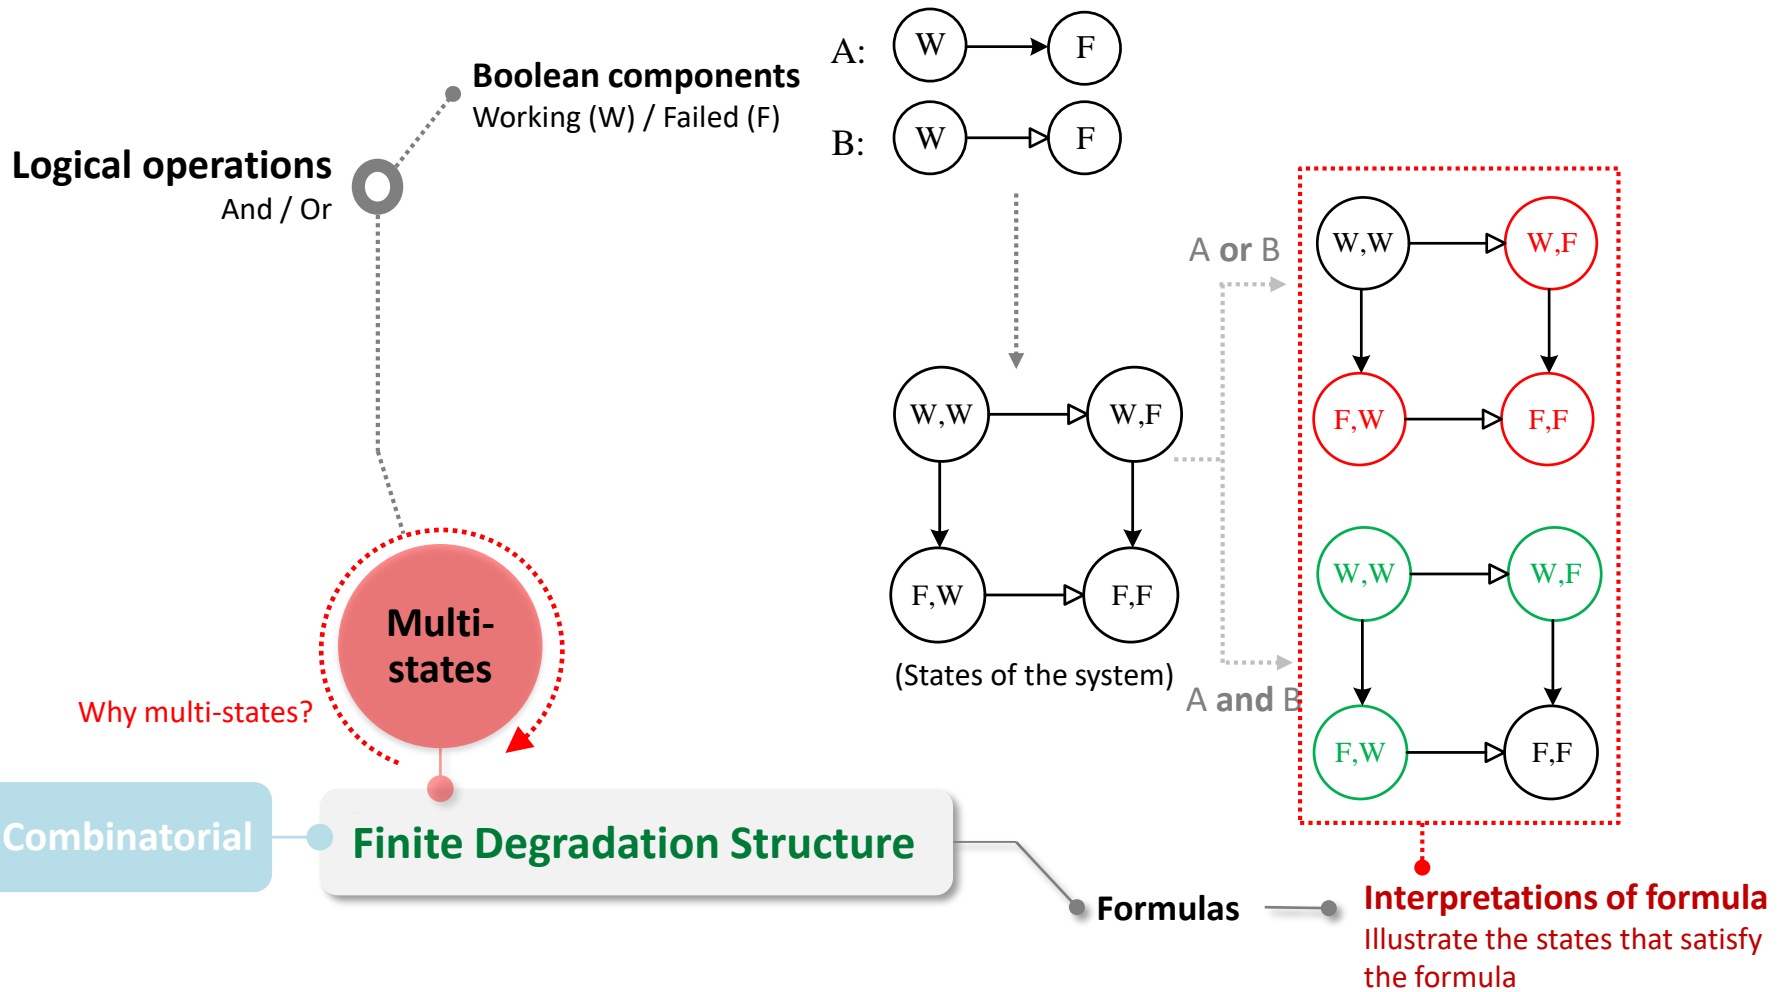 A:
W
F
Boolean components
Working (W) / Failed (F)
B:
W
F
Logical operations
And / Or
A or B
W,W
W,F
F,W
F,F
W,W
W,F
F,W
F,F
(States of the system)
A and B
W,W
W,F
F,W
F,F
Multi-
states
Why multi-states?
Combinatorial
Finite Degradation Structure
Formulas
Interpretations of formula
Illustrate the states that satisfy
the formula